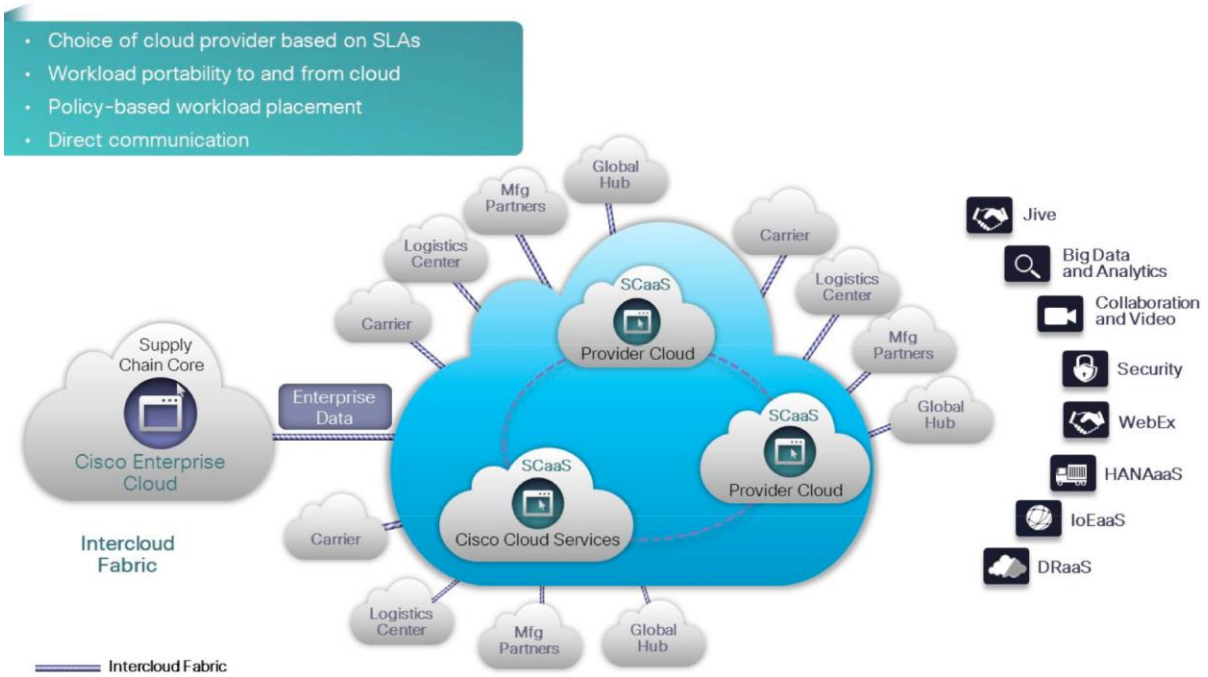 • Choice of cloud provider based on SLAs
• Workload portability to and from cloud
• Policy-based workload placement
• Direct communication
Global
Hub
Mfg
Partners
Logistics
Center
Carrier
Carrier
Logistics
Center
Mfg
Partners
Global
Hub
SCaaS
Provider Cloud
SCaaS
Provider Cloud
SCaaS
Cisco Cloud Services
Supply
Chain Core
Cisco Enterprise
Cloud
Enterprise
Data
Intercloud
Fabric
Carrier
Logistics
Center
Mfg
Partners
Global
Hub
Jive
Big Data
and Analytics
Collaboration
and Video
Security
WebEx
HANAaaS
IoEaaS
DRaaS
Intercloud Fabric